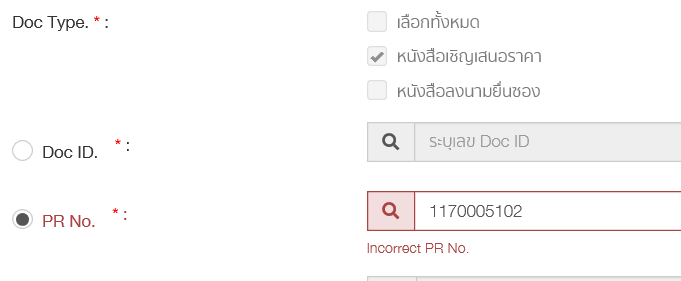 Doc Type. * :
เลือกทั้งหมด
หนังสือเชิญเสนอราคา
หนังสือลงนามยื่นซอง
Doc ID. * :
ระบุเลข Doc ID
PR No. * :
1170005102
Incorrect PR No.